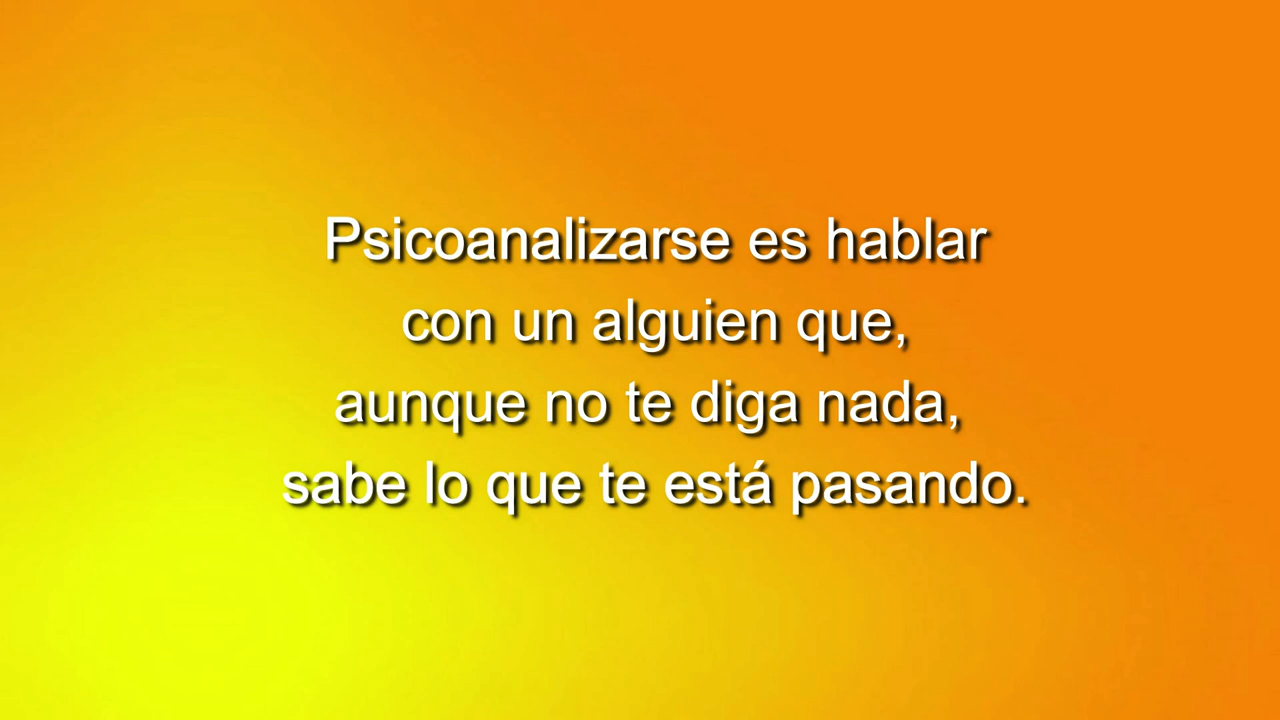 Psicoanalizarse es hablar
con un alguien que,
aunque no te diga nada,
sabe lo que te está pasando.